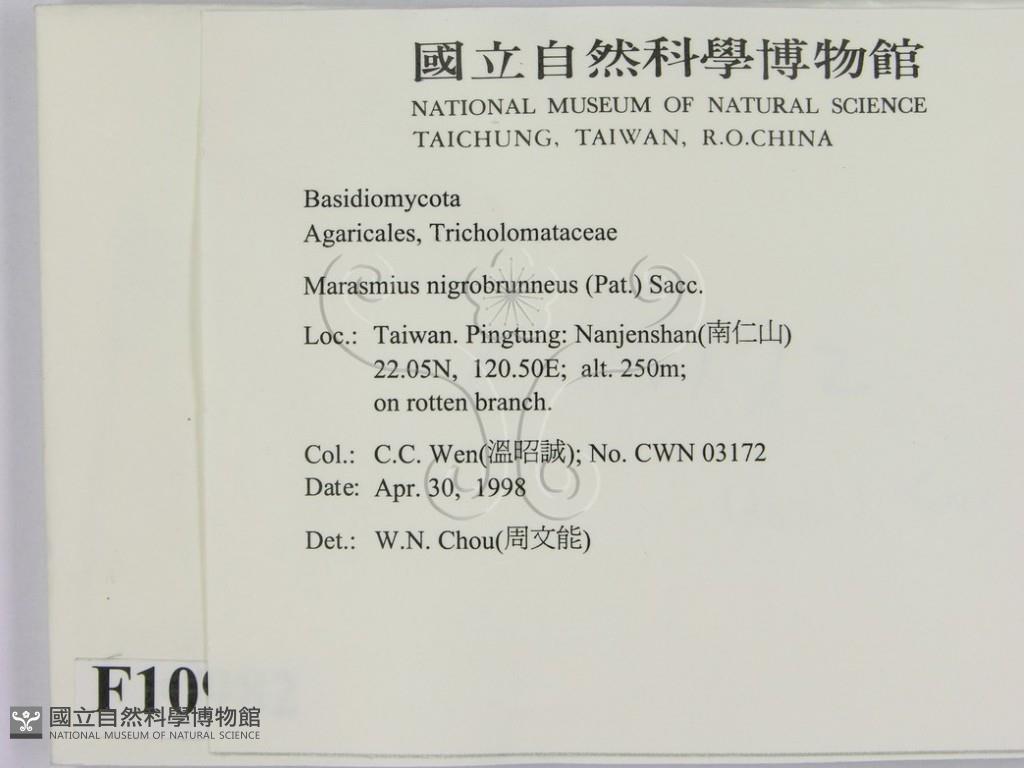 國立自然科學博物館
NATIONAL MUSEUM OF NATURAL SCIENCE
TAICHUNG, TAIWAN, R.O.CHINA
Basidiomycota
Agaricales, Tricholomataceae
Marasmius nigrobrunneus (Pat.) Sacc.
Loc.: Taiwan. Pingtung: Nanjenshan(南仁山)
22.05N, 120.50E; alt. 250m;
on rotten branch.
Col.: C.C. Wen(溫昭誠); No. CWN 03172
Date: Apr. 30, 1998
Det.: W.N. Chou(周文能)
F10
國立自然科學博物館
NATIONAL MUSEUM OF NATURAL SCIENCE